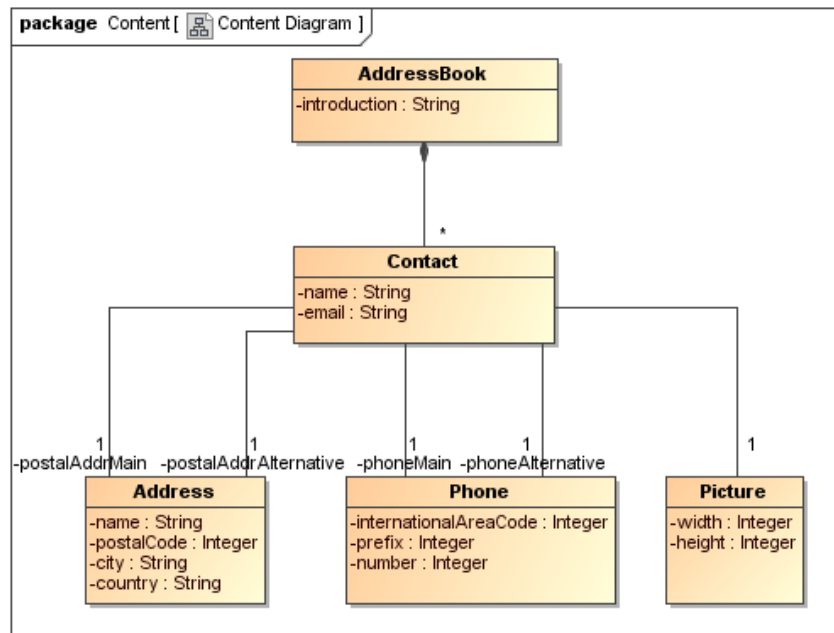 package Content [ Content Diagram ]
AddressBook
-introduction : String
*
Contact
-name : String
-email : String
1 1 1 1 1
-postalAddrMain -postalAddrAlternative -phoneMain -phoneAlternative
Address
-name : String
-postalCode : Integer
-city : String
-country : String
Phone
-internationalAreaCode : Integer
-prefix : Integer
-number : Integer
Picture
-width : Integer
-height : Integer